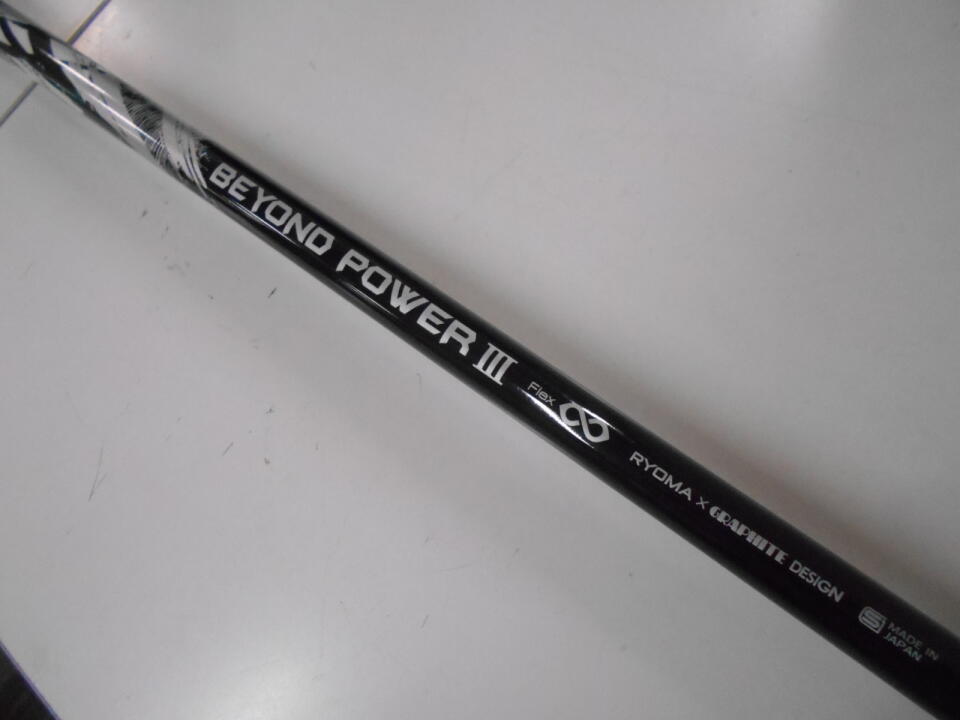 BEYOND POWER III Flex ∞ RYOMA x GRAPHITE DESIGN
S MADE IN
JAPAN